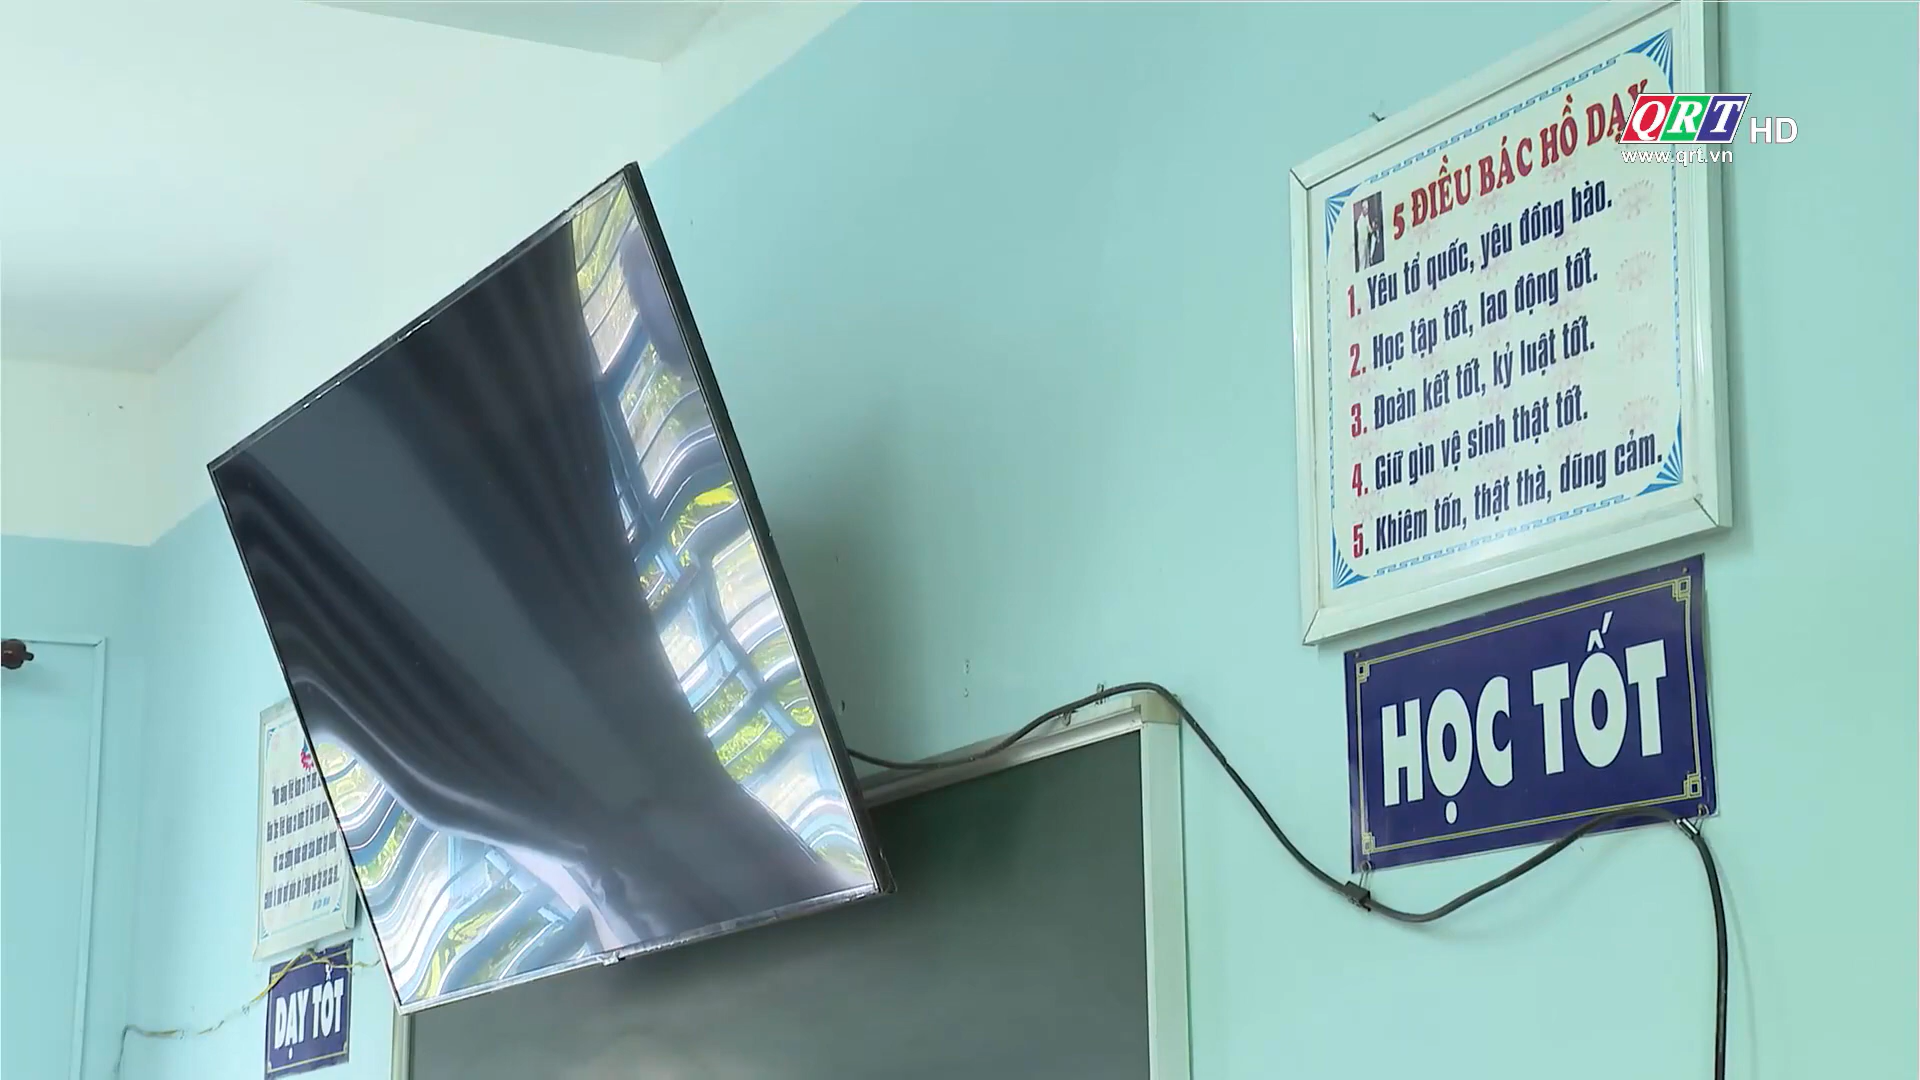 QRT HD
www.qrt.vn
5 ĐIỀU BÁC HỒ DẠY
1. Yêu tổ quốc, yêu đồng bào.
2. Học tập tốt, lao động tốt.
3. Đoàn kết tốt, kỷ luật tốt.
4. Giữ gìn vệ sinh thật tốt.
5. Khiêm tốn, thật thà, dũng cảm.
HỌC TỐT
DẠY TỐT